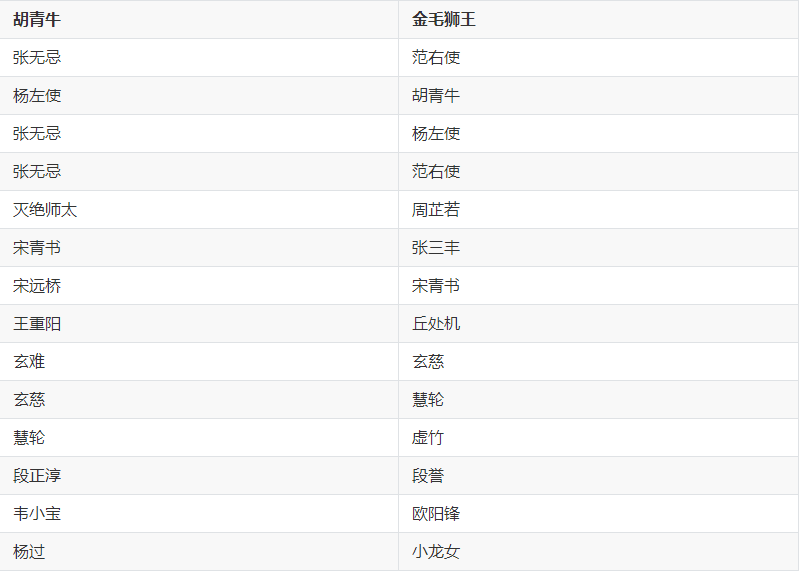 胡青牛 金毛狮王
张无忌 范右使
杨左使 胡青牛
张无忌 杨左使
张无忌 范右使
灭绝师太 周芷若
宋青书 张三丰
宋远桥 宋青书
王重阳 丘处机
玄难 玄慈
玄慈 慧轮
慧轮 虚竹
段正淳 段誉
韦小宝 欧阳锋
杨过 小龙女